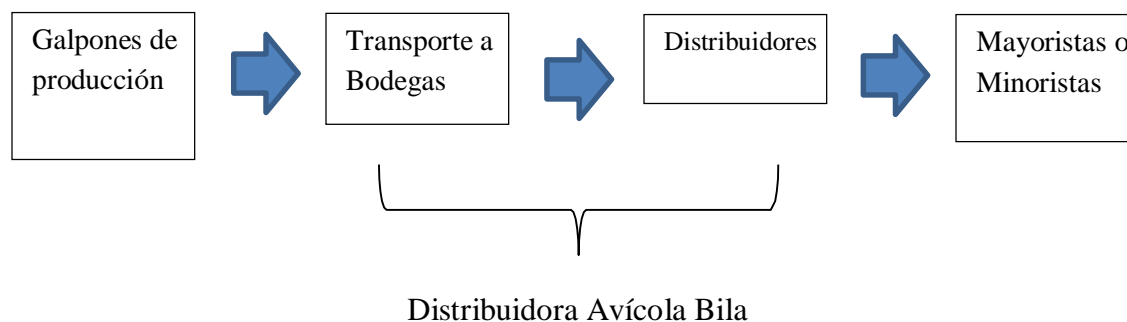 Galpones de
producción
Transporte a
Bodegas
Distribuidores
Mayoristas o
Minoristas
Distribuidora Avícola Bila